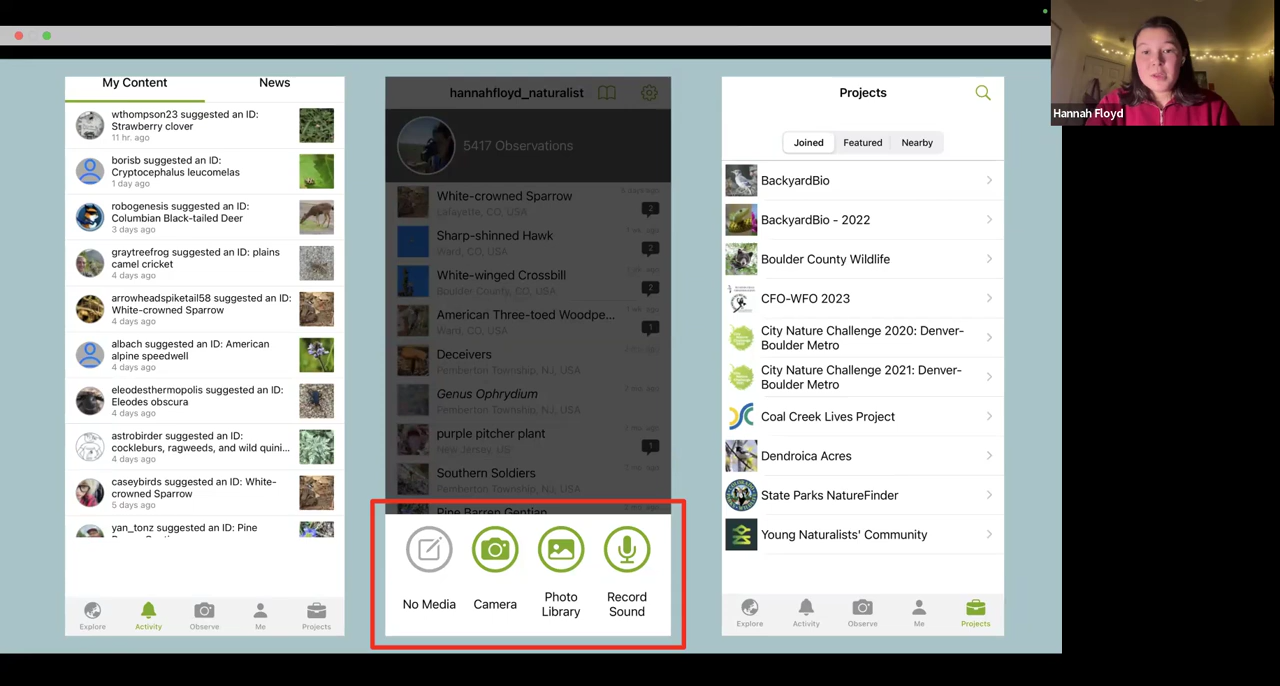 My Content
News
wthompson23 suggested an ID:
Strawberry clover
11 hr. ago
borisb suggested an ID:
Cryptocephalus leucomelas
1 day ago
robogenesis suggested an ID:
Columbian Black-tailed Deer
3 days ago
graytreefrog suggested an ID: plains
camel cricket
4 days ago
arrowheadspiketail58 suggested an ID:
White-crowned Sparrow
4 days ago
albach suggested an ID: American
alpine speedwell
4 days ago
eleodesthermopolis suggested an ID:
Eleodes obscura
4 days ago
astrobirder suggested an ID:
cockleburs, ragweeds, and wild quini...
4 days ago
caseybirds suggested an ID: White-
crowned Sparrow
5 days ago
yan_tonz suggested an ID: Pine
Explore
Activity
Observe
Me
Projects
hannahfloyd_naturalist
5417 Observations
White-crowned Sparrow
Lafayette, CO, USA
2
Sharp-shinned Hawk
Ward, CO, USA
2
White-winged Crossbill
Boulder County, CO, USA
2
American Three-toed Woodpe...
Ward, CO, USA
1
Deceivers
Pemberton Township, NJ, USA
Genus Ophrydium
Pemberton Township, NJ, USA
purple pitcher plant
New Jersey, US
1
Southern Soldiers
Pemberton Township, NJ, USA
Pine Barren Gentian
No Media
Camera
Photo
Library
Record
Sound
Projects
Joined
Featured
Nearby
BackyardBio
BackyardBio - 2022
Boulder County Wildlife
CFO-WFO 2023
City Nature Challenge 2020: Denver-
Boulder Metro
City Nature Challenge 2021: Denver-
Boulder Metro
Coal Creek Lives Project
Dendroica Acres
State Parks NatureFinder
Young Naturalists' Community
Explore
Activity
Observe
Me
Projects
Hannah Floyd